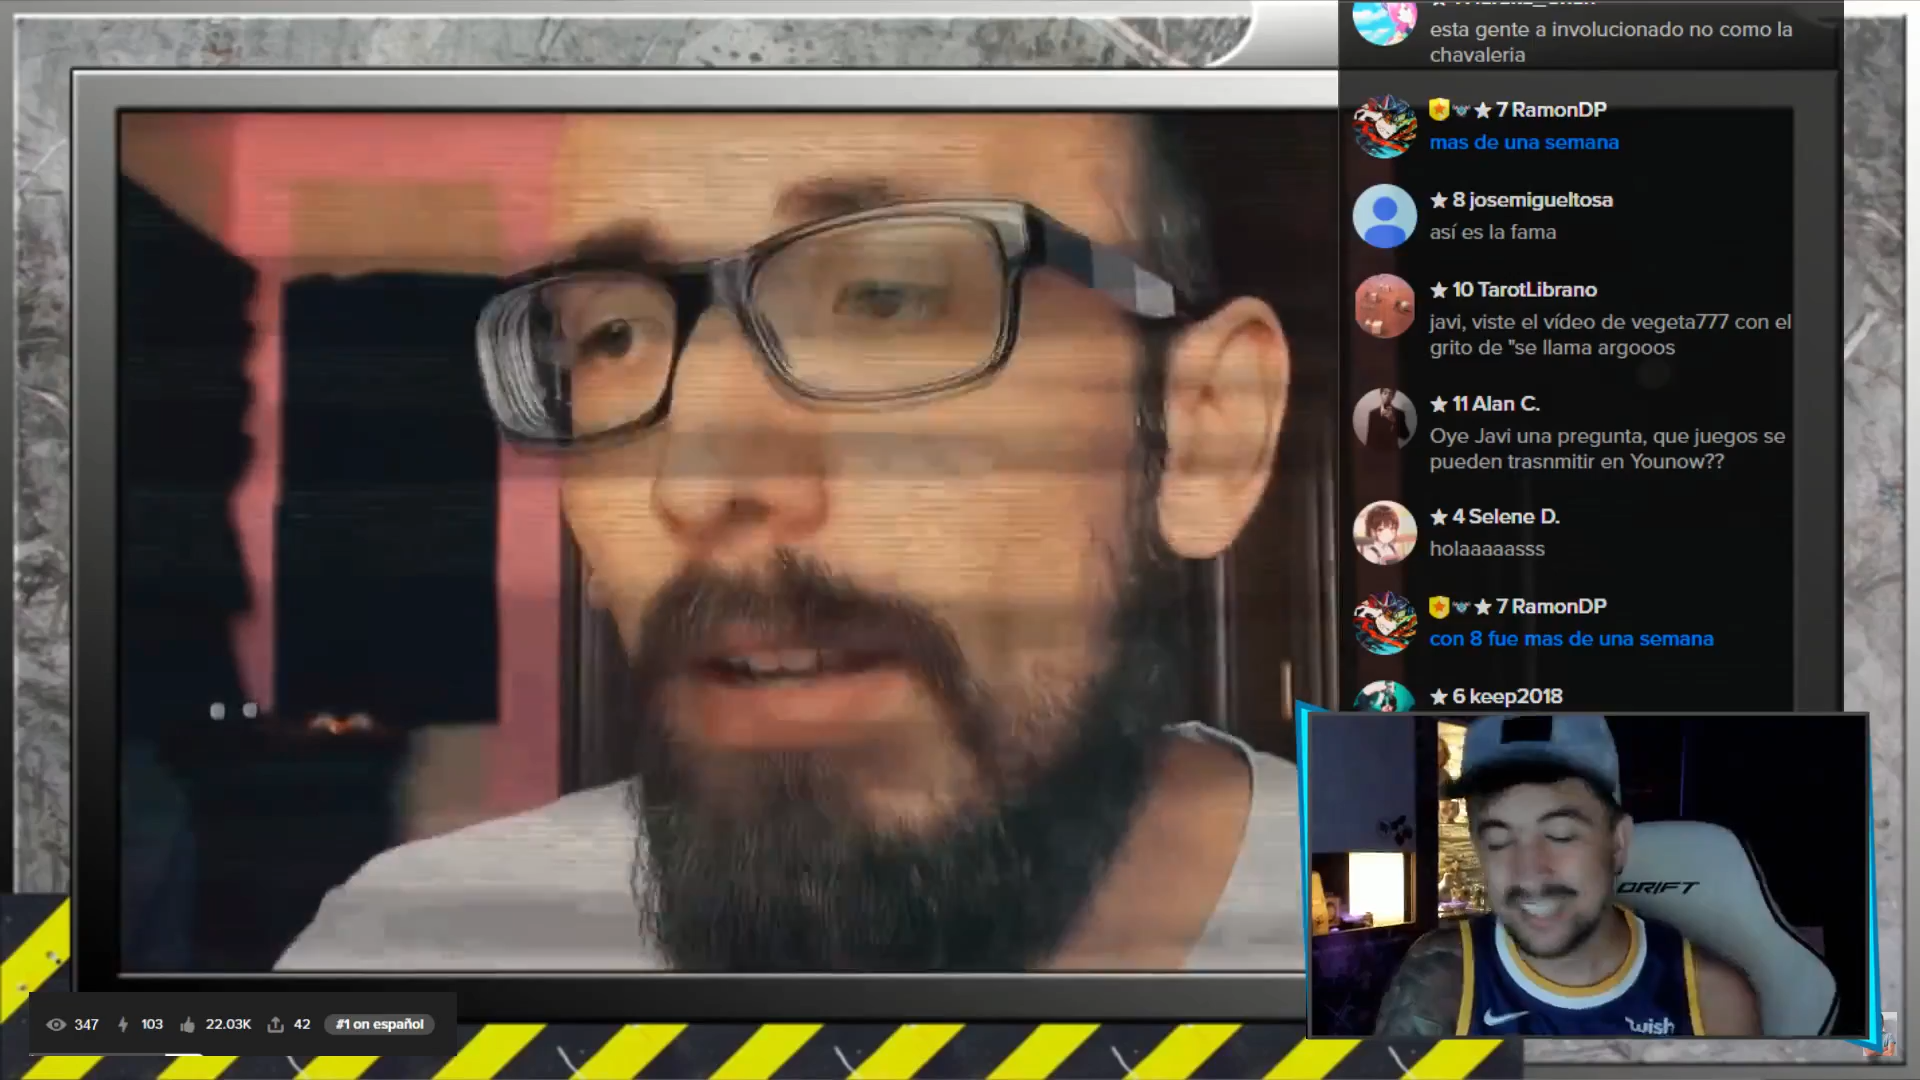 esta gente a involucionado no como la
chavaleria
7 RamonDP
mas de una semana
8 josemigueltosa
así es la fama
10 TarotLibrano
javi, viste el vídeo de vegeta777 con el
grito de "se llama argooos
11 Alan C.
Oye Javi una pregunta, que juegos se
pueden trasnmitir en Younow??
4 Selene D.
holaaaaasss
7 RamonDP
con 8 fue mas de una semana
6 keep2018
DRIFT
wish
347 103 22.03K 42 #1 on español